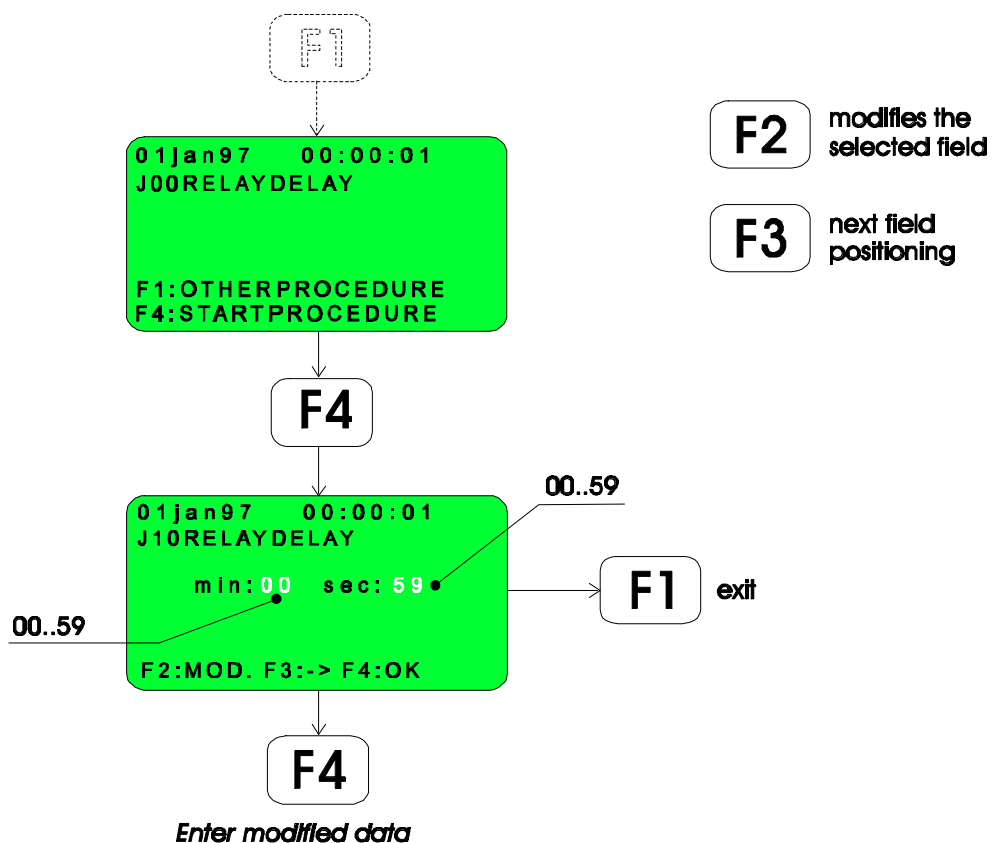 F1
01jan97 00:00:01
J00RELAYDELAY
F1:OTHERPROCEDURE
F4:STARTPROCEDURE
F2 modifies the
selected field
F3 next field
positioning
F4
00..59
01jan97 00:00:01
J10RELAYDELAY
min:00 sec:59
F1 exit
00..59
F2:MOD. F3:-> F4:OK
F4
Enter modified data